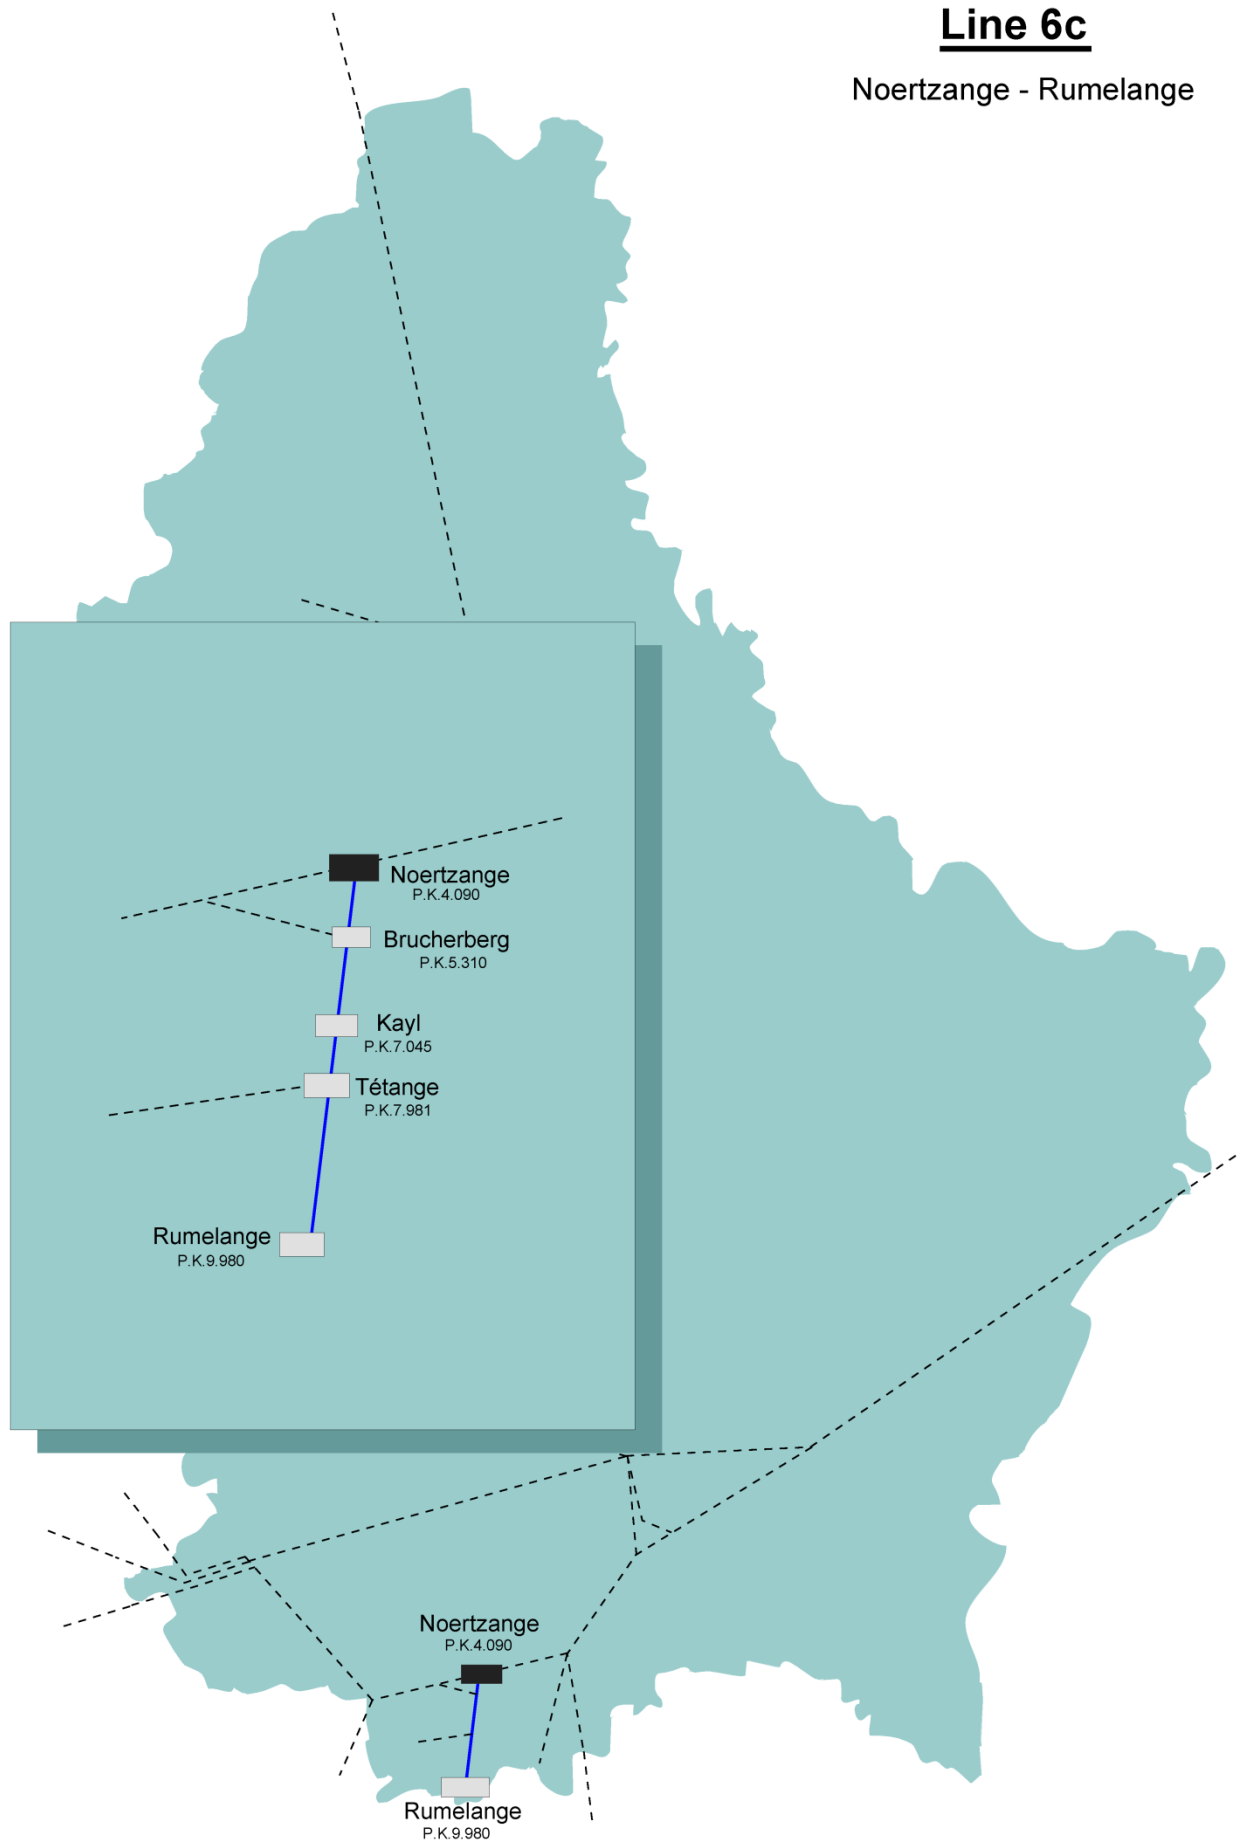 Line 6c
Noertzange - Rumelange
Noertzange
P.K.4.090
Brucherberg
P.K.5.310
Kayl
P.K.7.045
Tétange
P.K.7.981
Rumelange
P.K.9.980
Noertzange
P.K.4.090
Rumelange
P.K.9.980